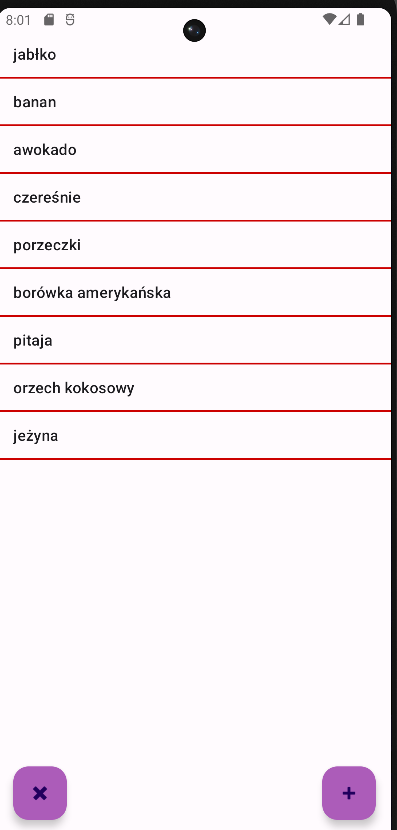 8:01
jabłko
banan
awokado
czereśnie
porzeczki
borówka amerykańska
pitaja
orzech kokosowy
jeżyna